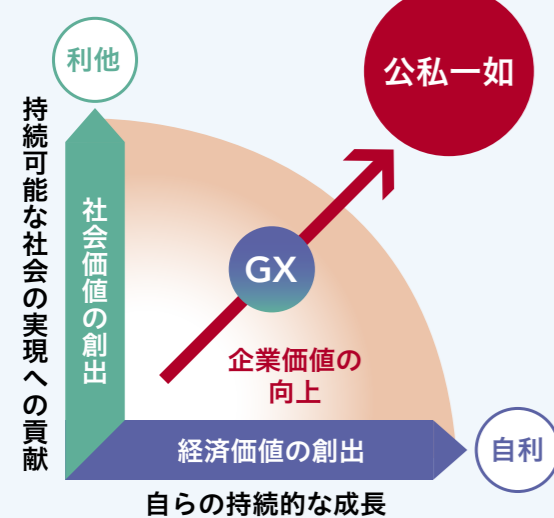 利他
公私一如
持続可能な社会の実現への貢献
社会価値の創出
GX
企業価値の
向上
経済価値の創出
自利
自らの持続的な成長